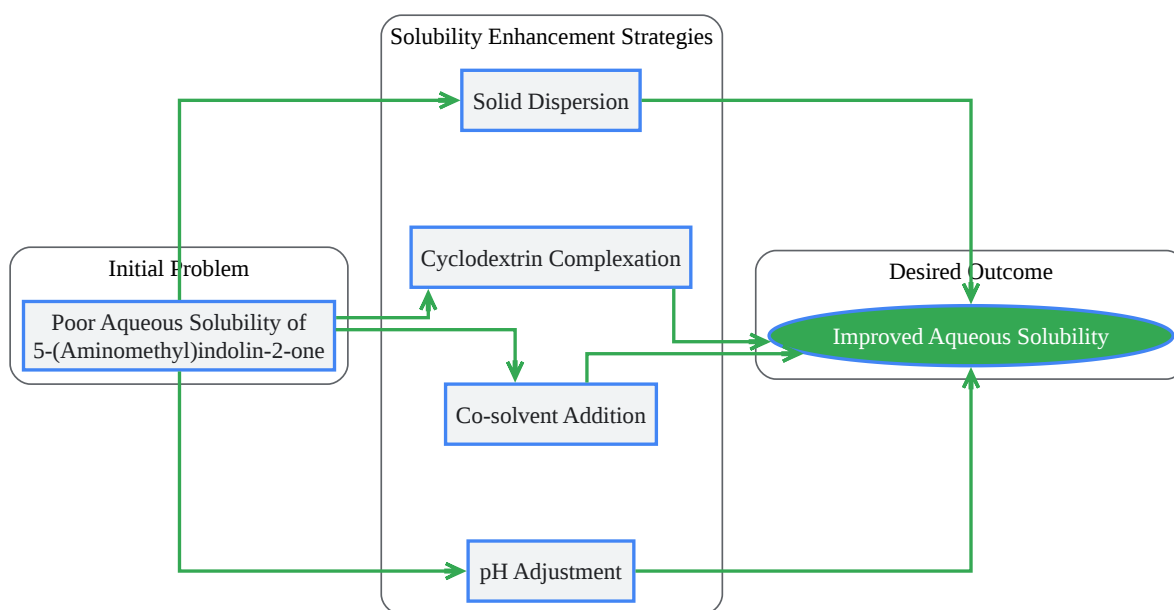 Solubility Enhancement Strategies
Solid Dispersion
Cyclodextrin Complexation
Initial Problem
Desired Outcome
Poor Aqueous Solubility of
5-(Aminomethyl)indolin-2-one
Improved Aqueous Solubility
Co-solvent Addition
pH Adjustment